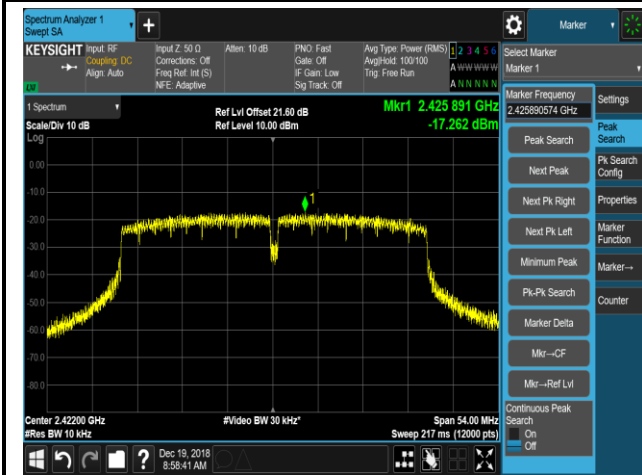 Spectrum Analyzer 1
Swept SA
+
Marker
KEYSIGHT
Input: RF
Coupling: DC
Align: Auto
Input Z: 50 Ω
Corrections: Off
Freq Ref: Int (S)
NFE: Adaptive
Atten: 10 dB
PNO: Fast
Gate: Off
IF Gain: Low
Sig Track: Off
Avg Type: Power (RMS)
Avg|Hold: 100/100
Trig: Free Run
1 2 3 4 5 6
A W W W W W
A N N N N N
Select Marker
Marker 1
LXI
1 Spectrum
Scale/Div 10 dB
Log
Ref Lvl Offset 21.60 dB
Ref Level 10.00 dBm
Mkr1 2.425 891 GHz
-17.262 dBm
0.00
-10.0
-20.0
-30.0
-40.0
-50.0
-60.0
-70.0
-80.0
1
Center 2.42200 GHz
#Res BW 10 kHz
#Video BW 30 kHz*
Span 54.00 MHz
Sweep 217 ms (12000 pts)
Marker Frequency
2.425890574 GHz
Peak Search
Next Peak
Next Pk Right
Next Pk Left
Minimum Peak
Pk-Pk Search
Marker Delta
Mkr→CF
Mkr→Ref Lvl
Continuous Peak
Search
On
Off
Settings
Peak
Search
Pk Search
Config
Properties
Marker
Function
Marker→
Counter
?
Dec 19, 2018
8:58:41 AM